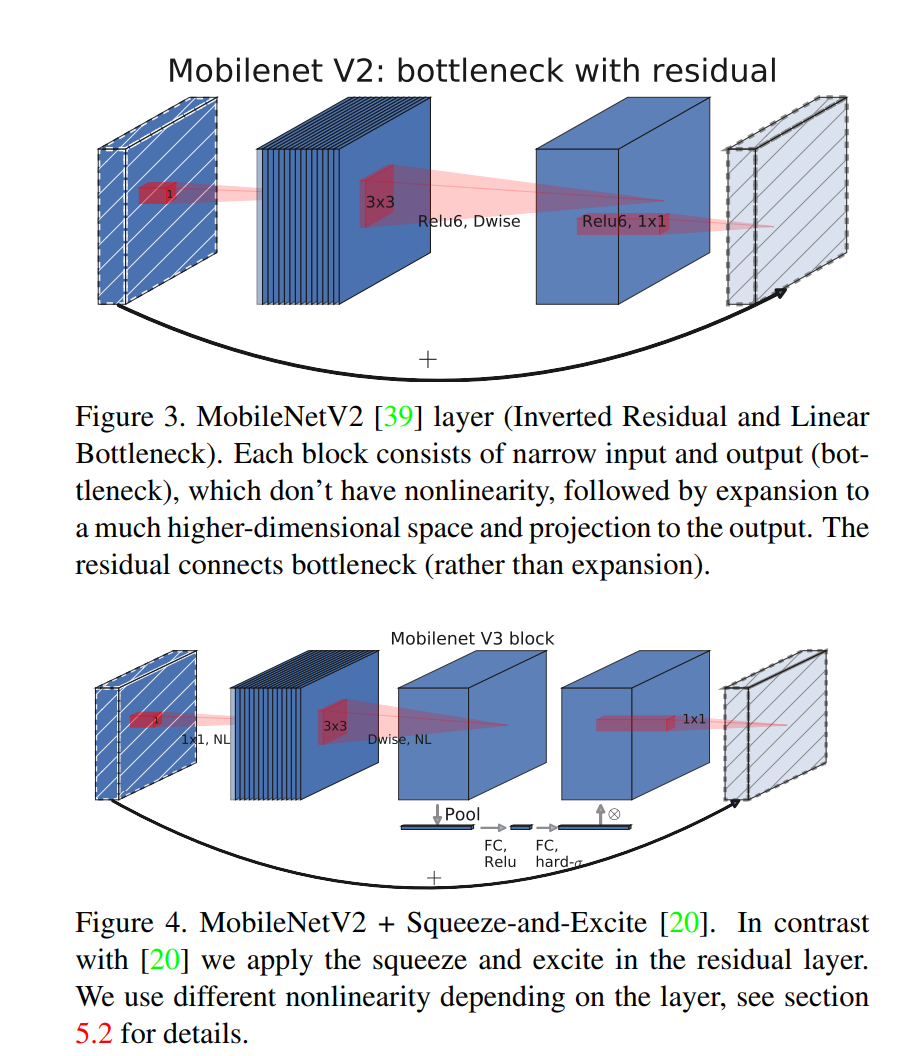 Mobilenet V2: bottleneck with residual
1
3x3
Relu6, Dwise
Relu6, 1x1
+
Figure 3. MobileNetV2 [39] layer (Inverted Residual and Linear
Bottleneck). Each block consists of narrow input and output (bot-
tleneck), which don't have nonlinearity, followed by expansion to
a much higher-dimensional space and projection to the output. The
residual connects bottleneck (rather than expansion).
Mobilenet V3 block
1
1x1, NL
3x3
Dwise, NL
1x1
Pool
⊗
FC,
Relu
FC,
hard-σ
+
Figure 4. MobileNetV2 + Squeeze-and-Excite [20]. In contrast
with [20] we apply the squeeze and excite in the residual layer.
We use different nonlinearity depending on the layer, see section
5.2 for details.